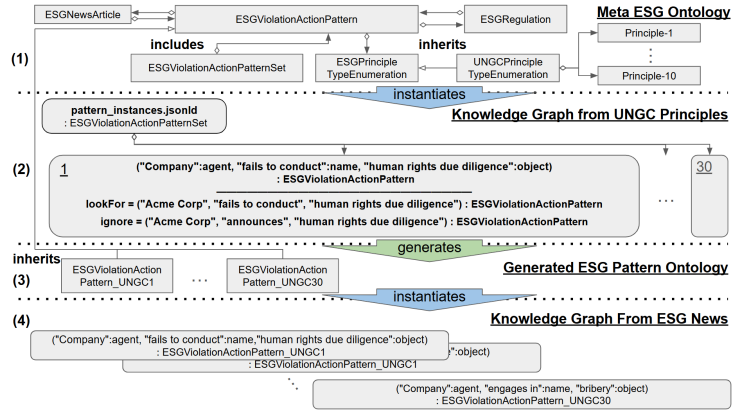 Meta ESG Ontology
ESGNewsArticle
ESGViolationActionPattern
ESGRegulation
includes
inherits
Principle-1
(1)
ESGViolationActionPatternSet
ESGPrinciple
TypeEnumeration
UNGCPrinciple
TypeEnumeration
Principle-10
instantiates
Knowledge Graph from UNGC Principles
pattern_instances.jsonld
: ESGViolationActionPatternSet
(2)
1
("Company":agent, "fails to conduct":name, "human rights due diligence":object)
: ESGViolationActionPattern
lookFor = ("Acme Corp", "fails to conduct", "human rights due diligence") : ESGViolationActionPattern
ignore = ("Acme Corp", "announces", "human rights due diligence") : ESGViolationActionPattern
...
30
generates
Generated ESG Pattern Ontology
inherits
(3)
ESGViolationAction
Pattern_UNGC1
...
ESGViolationAction
Pattern_UNGC30
instantiates
Knowledge Graph From ESG News
(4)
("Company":agent, "fails to conduct":name,"human rights due diligence":object)
: ESGViolationActionPattern_UNGC1
e":object)
: ESGViolationActionPattern_UNGC1
("Company":agent, "engages in":name, "bribery":object)
: ESGViolationActionPattern_UNGC30